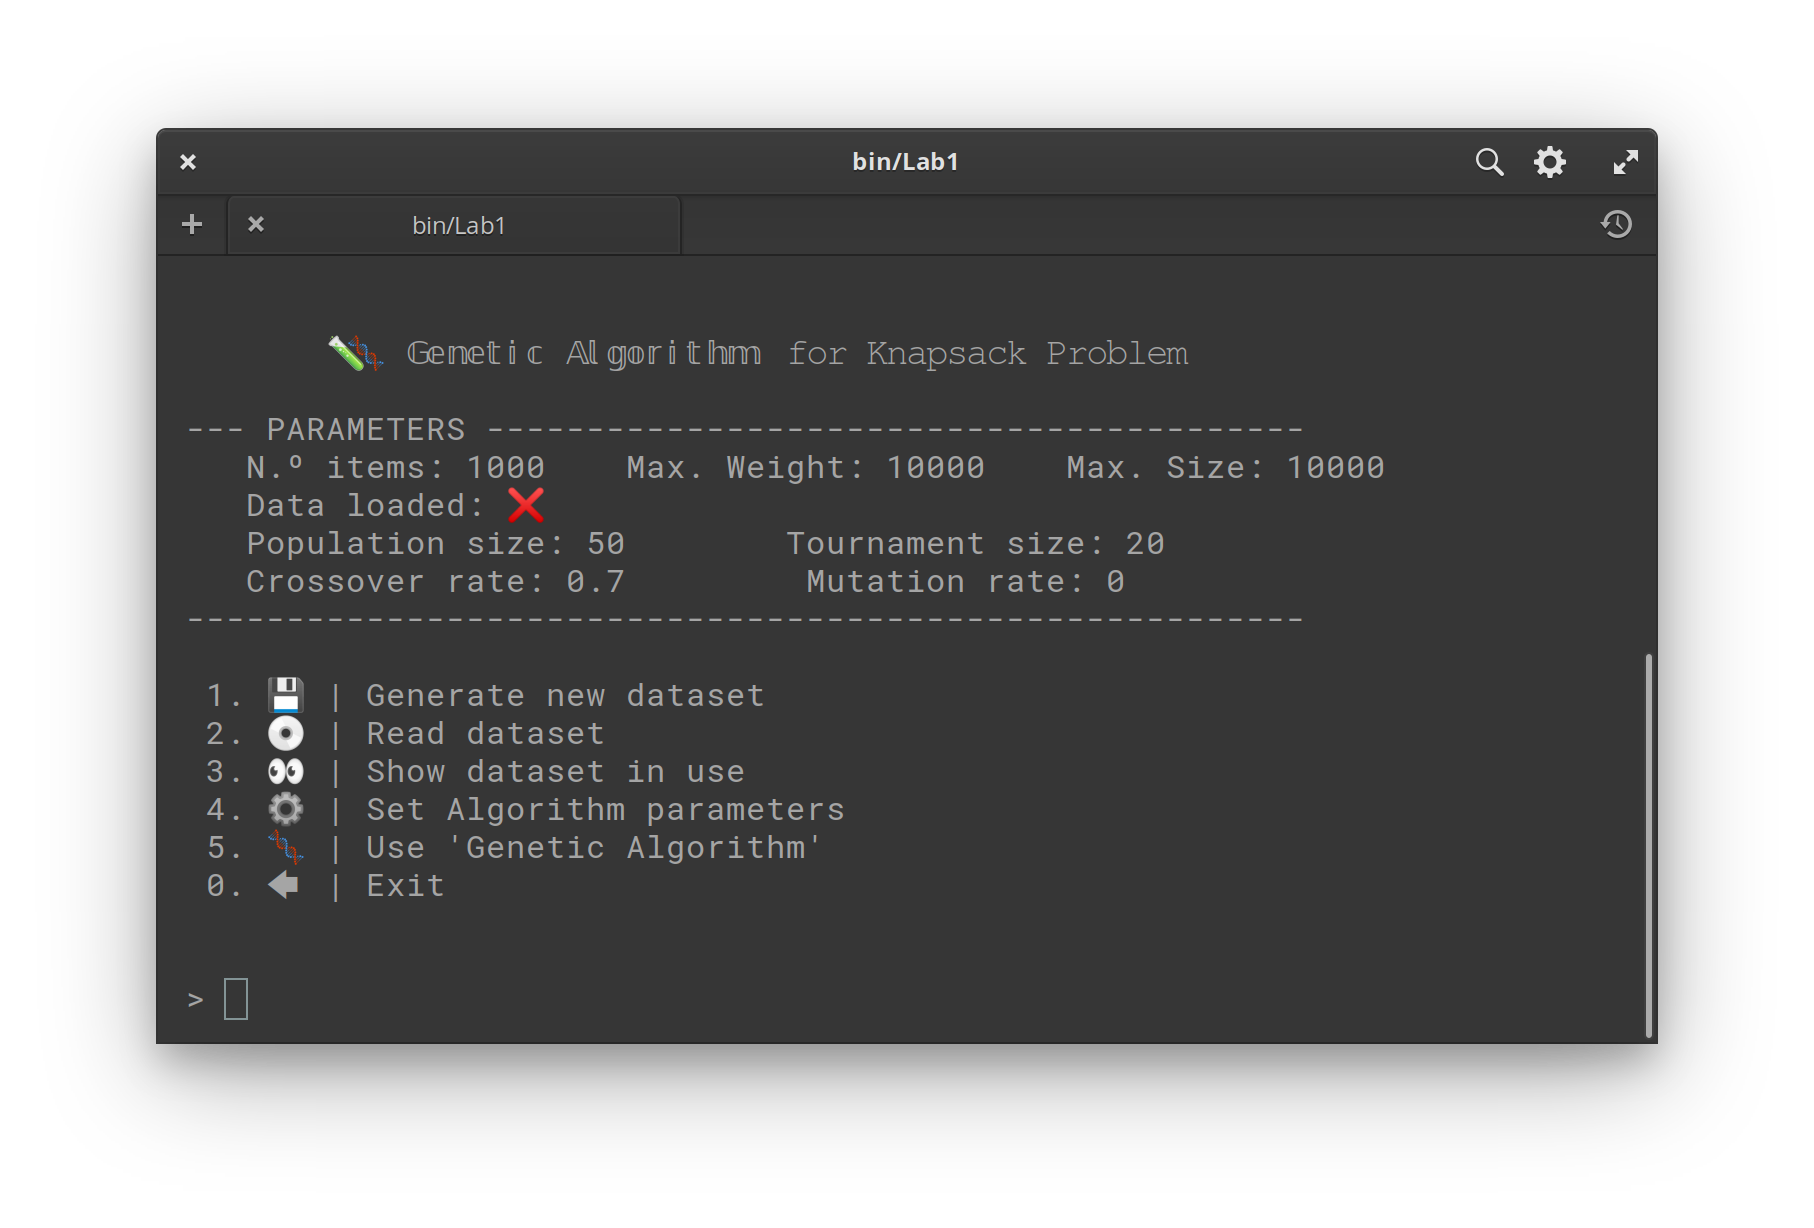 bin/Lab1
bin/Lab1
🧪🧬 Genetic Algorithm for Knapsack Problem
--- PARAMETERS -----------------------------------------
N.º items: 1000    Max. Weight: 10000    Max. Size: 10000
Data loaded: ❌
Population size: 50        Tournament size: 20
Crossover rate: 0.7         Mutation rate: 0
--------------------------------------------------------
1. 💾 | Generate new dataset
2. 💿 | Read dataset
3. 👀 | Show dataset in use
4. ⚙️ | Set Algorithm parameters
5. 🧬 | Use 'Genetic Algorithm'
0. 🡄 | Exit
>